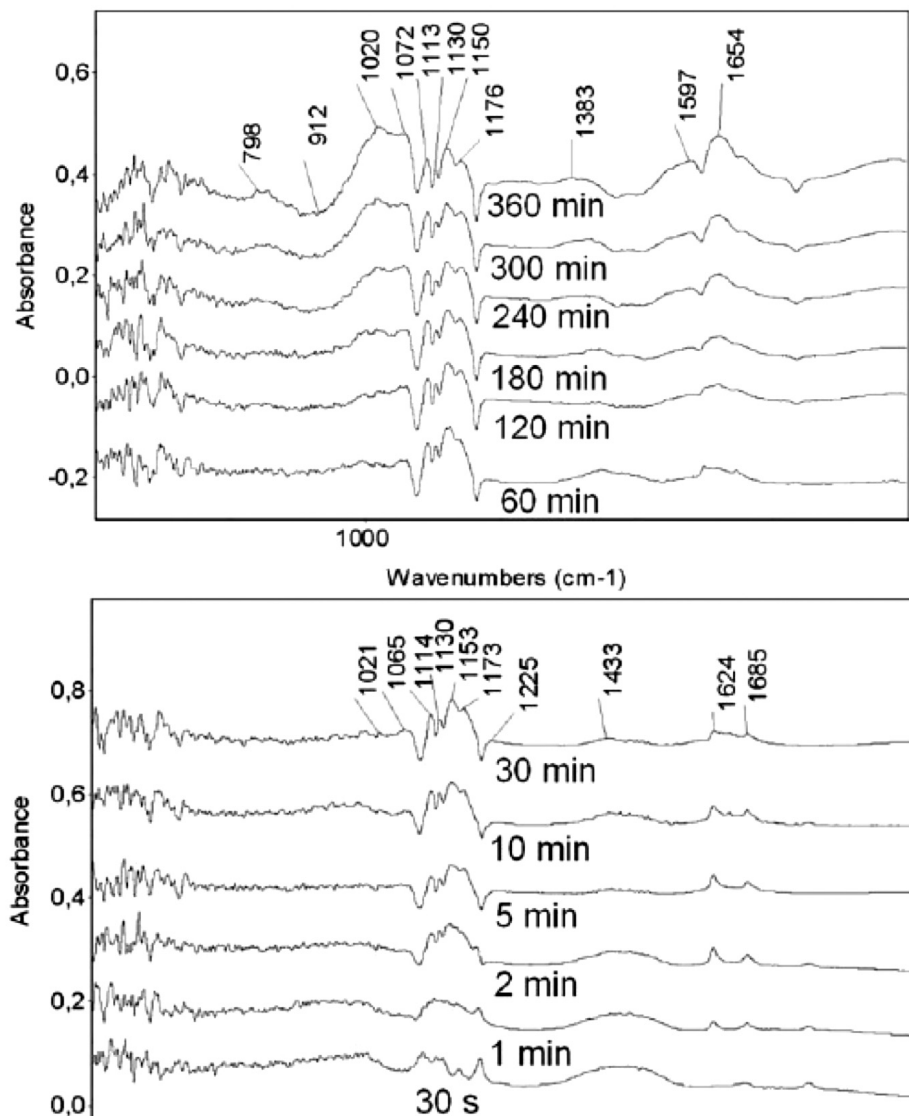 1020
1072
1113
1130
1150
1654
0,6
798
912
1176
1383
1597
0,4
360 min
300 min
0,2
240 min
180 min
0,0
120 min
-0,2
60 min
Absorbance
1000
Wavenumbers (cm-1)
1021
1065
1114
1130
1153
1173
1225
1433
1624
1685
0,8
30 min
0,6
10 min
0,4
5 min
2 min
0,2
1 min
0,0
30 s
Absorbance